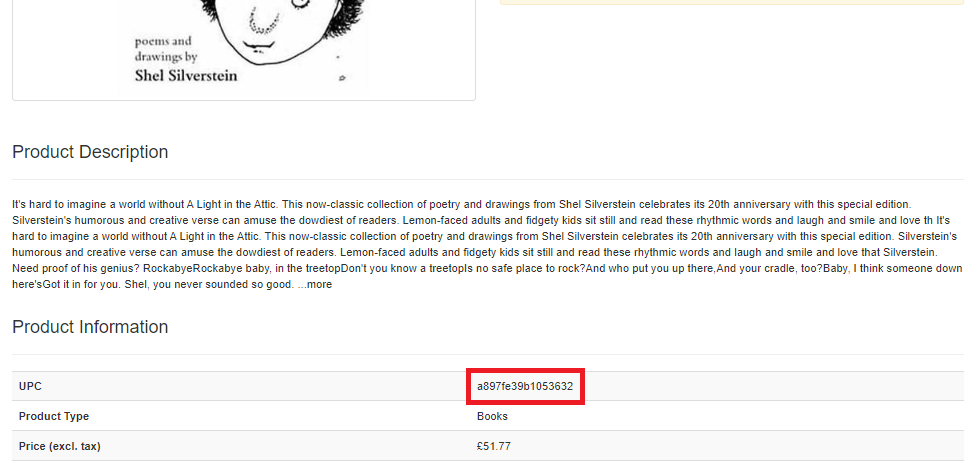 poems and
drawings by
Shel Silverstein
Product Description
It's hard to imagine a world without A Light in the Attic. This now-classic collection of poetry and drawings from Shel Silverstein celebrates its 20th anniversary with this special edition.
Silverstein's humorous and creative verse can amuse the dowdiest of readers. Lemon-faced adults and fidgety kids sit still and read these rhythmic words and laugh and smile and love th It's
hard to imagine a world without A Light in the Attic. This now-classic collection of poetry and drawings from Shel Silverstein celebrates its 20th anniversary with this special edition. Silverstein's
humorous and creative verse can amuse the dowdiest of readers. Lemon-faced adults and fidgety kids sit still and read these rhythmic words and laugh and smile and love that Silverstein.
Need proof of his genius? RockabyeRockabye baby, in the treetopDon't you know a treetopIs no safe place to rock?And who put you up there,And your cradle, too?Baby, I think someone down
here'sGot it in for you. Shel, you never sounded so good. ...more
Product Information
UPC a897fe39b1053632
Product Type Books
Price (excl. tax) £51.77